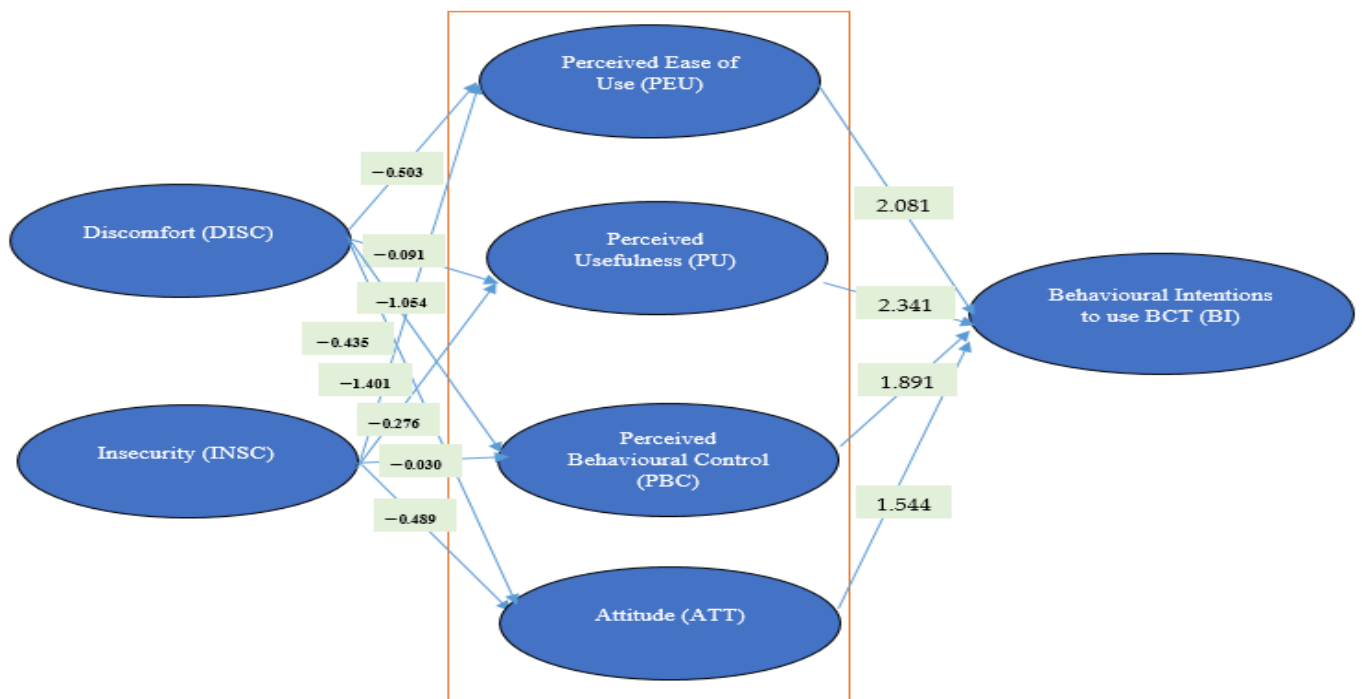 Perceived Ease of
Use (PEU)
−0.503
2.081
Discomfort (DISC)
−0.091
Perceived
Usefulness (PU)
−1.054
2.341
Behavioural Intentions
to use BCT (BI)
−0.435
−1.401
1.891
−0.276
Insecurity (INSC)
−0.030
Perceived
Behavioural Control
(PBC)
−0.489
1.544
Attitude (ATT)